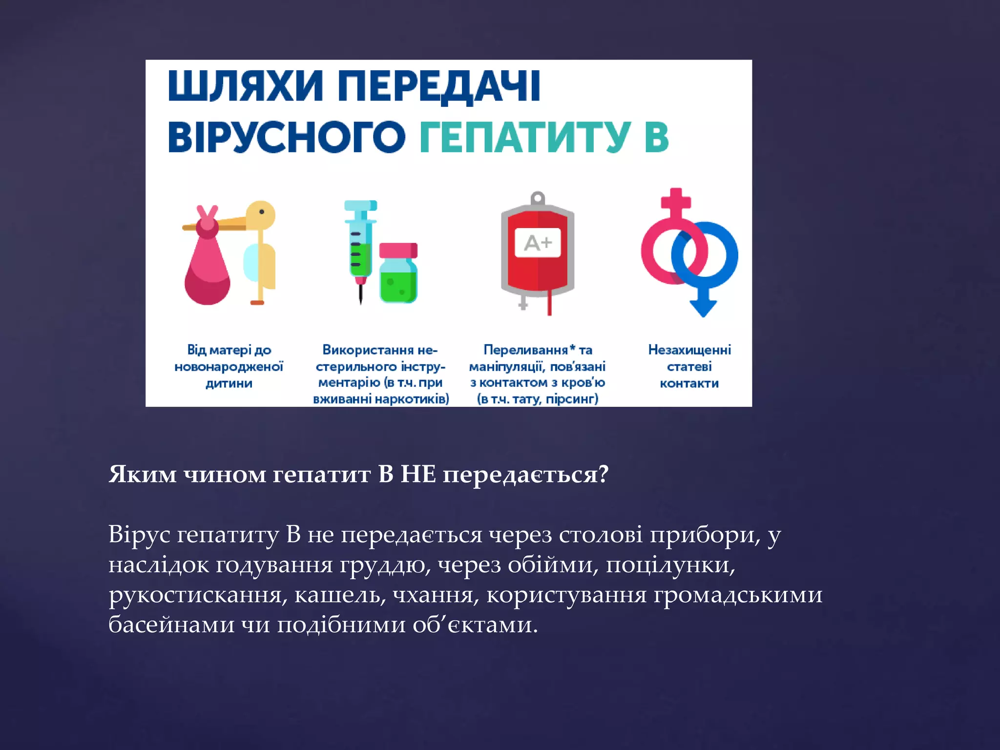 ШЛЯХИ ПЕРЕДАЧІ
ВІРУСНОГО ГЕПАТИТУ В
Від матері до
новонародженої
дитини
Використання не-
стерильного інстру-
ментарію (в т.ч. при
вживанні наркотиків)
A+
Переливання* та
маніпуляції, пов'язані
з контактом з кров'ю
(в т.ч. тату, пірсинг)
Незахищенні
статеві
контакти
Яким чином гепатит В НЕ передається?
Вірус гепатиту В не передається через столові прибори, у
наслідок годування груддю, через обійми, поцілунки,
рукостискання, кашель, чхання, користування громадськими
басейнами чи подібними об’єктами.